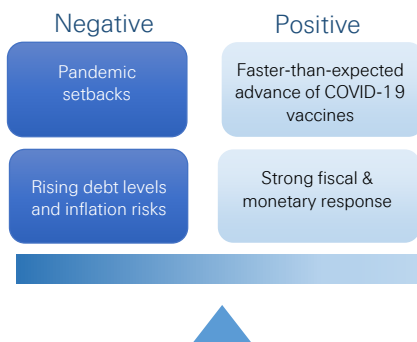 Negative
Positive
Pandemic
setbacks
Faster-than-expected
advance of COVID-19
vaccines
Rising debt levels
and inflation risks
Strong fiscal &
monetary response